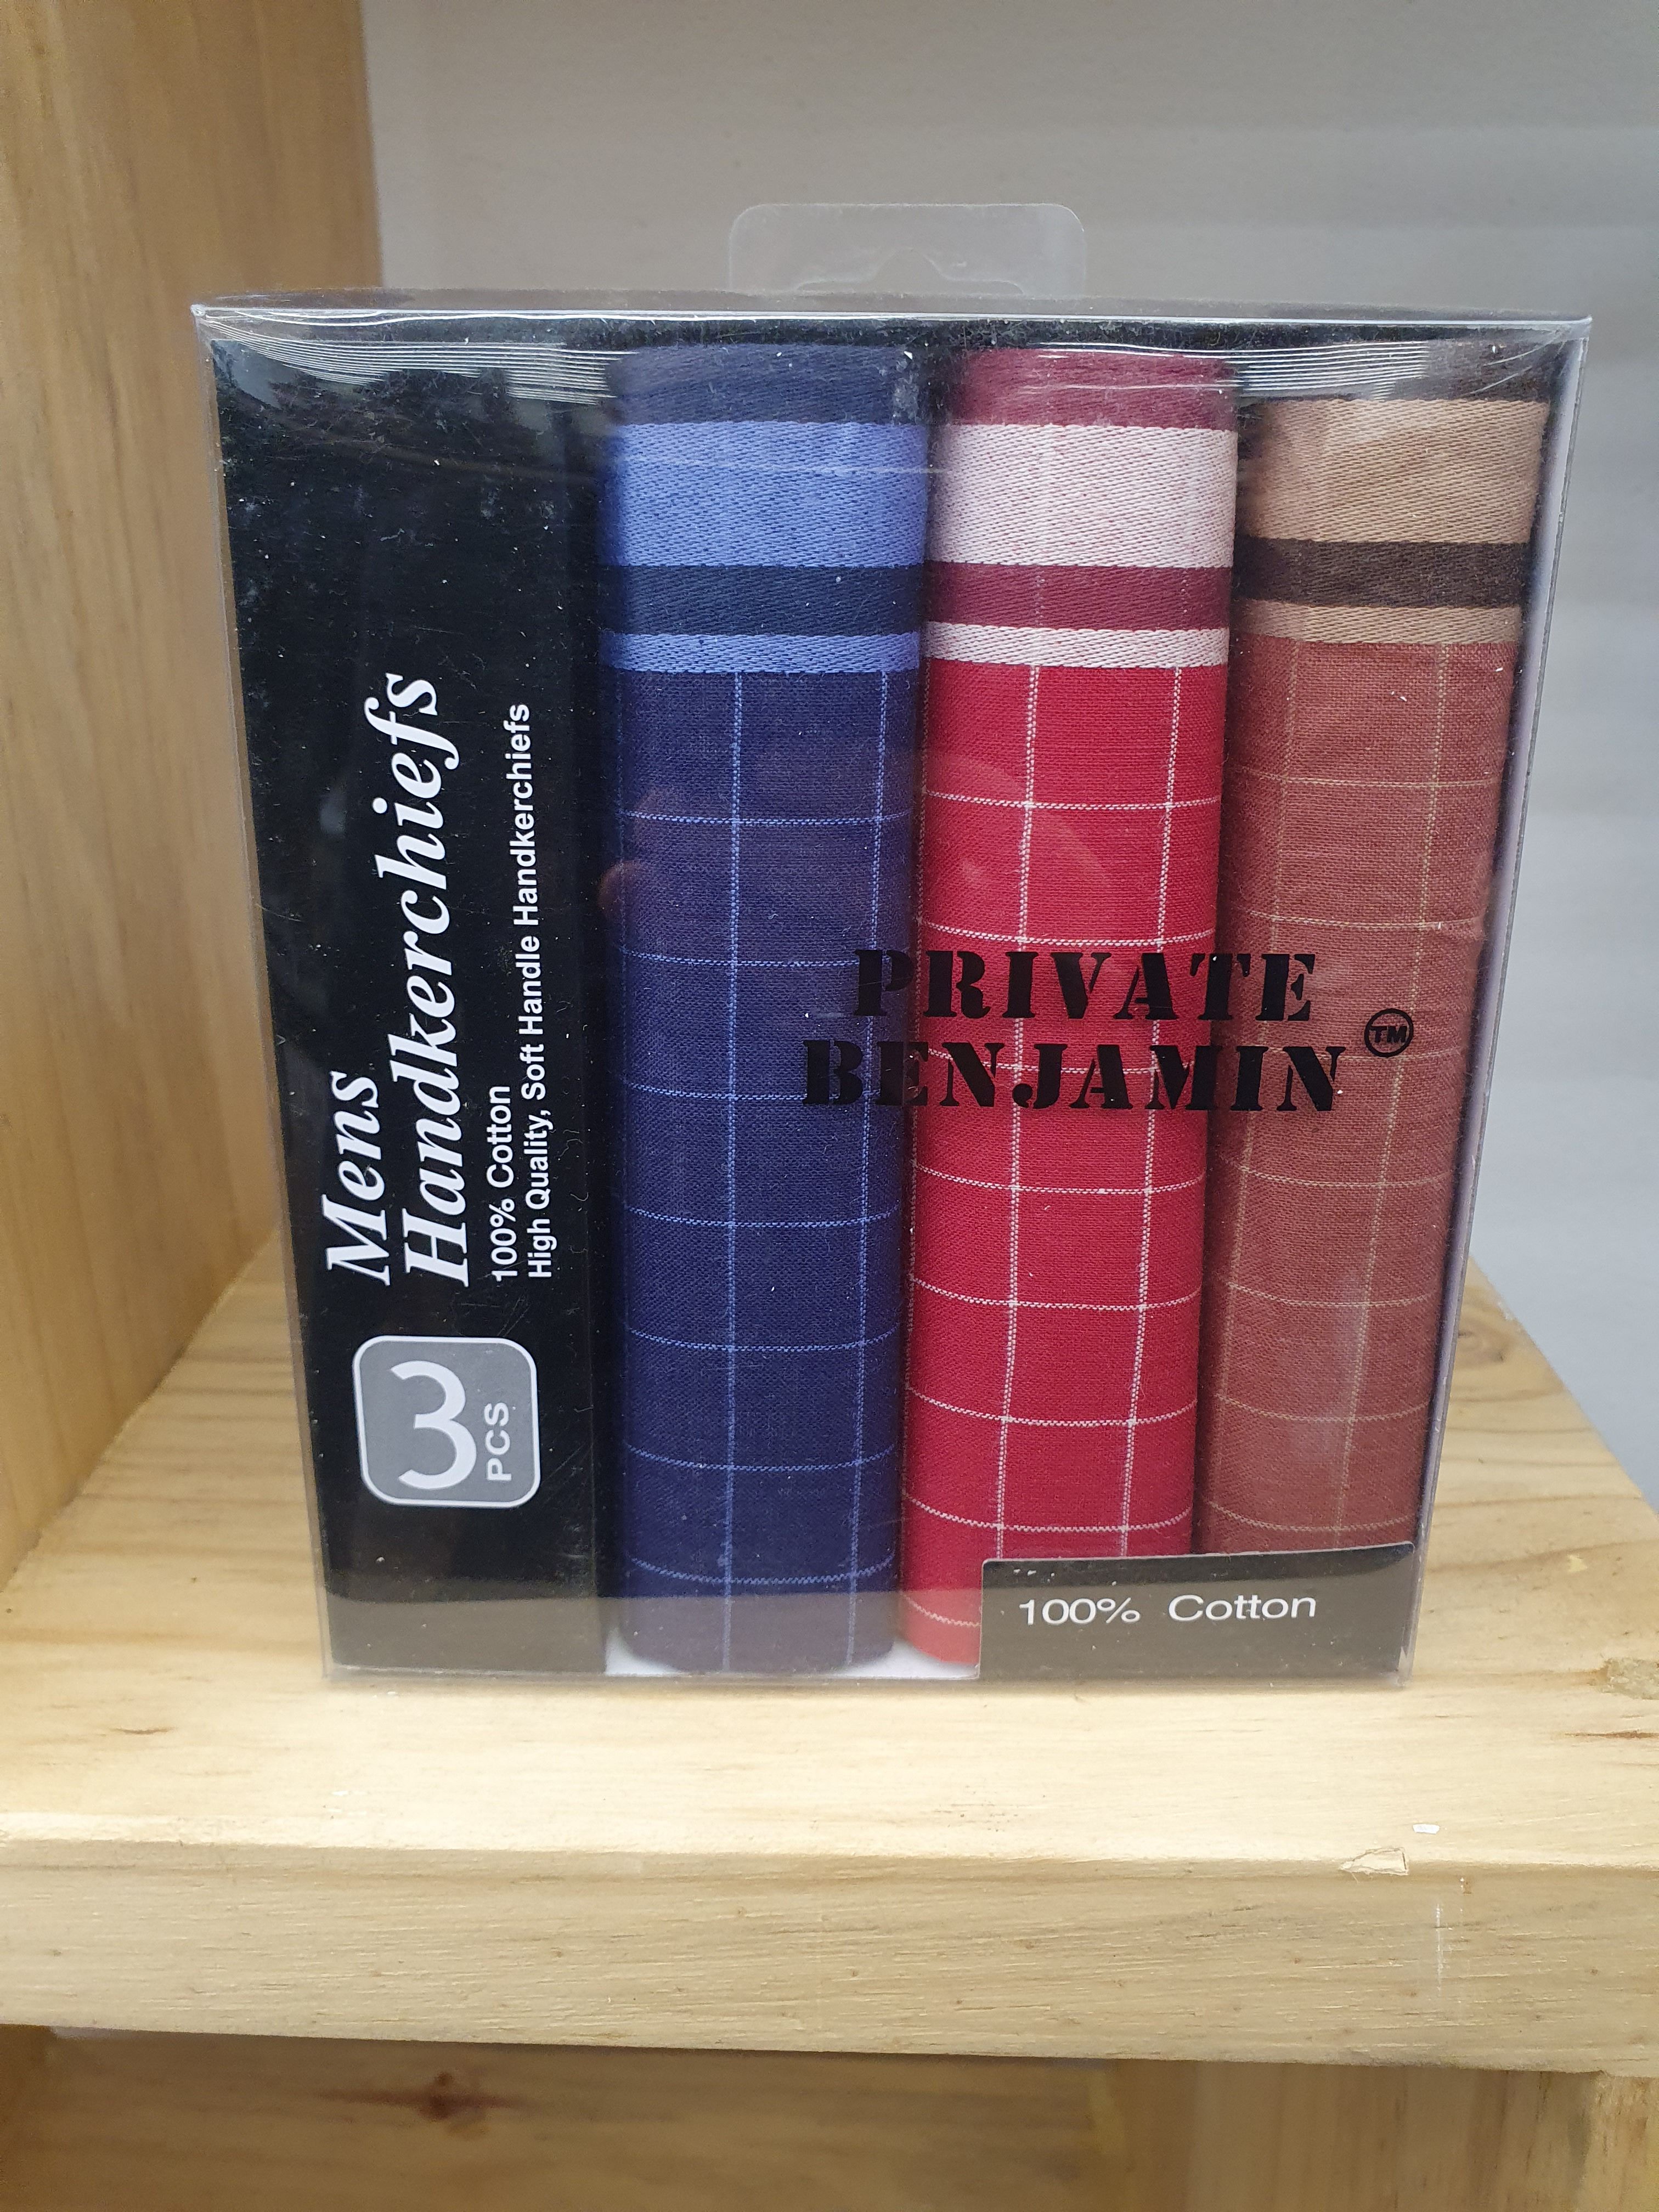 Mens
Handkerchiefs
100% Cotton
High Quality, Soft Handle Handkerchiefs
3
PCS
PRIVATE
BENJAMIN TM
100% Cotton